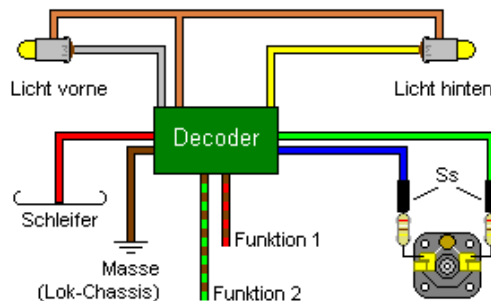 Licht vorne
Licht hinten
Decoder
Ss
Schleifer
Funktion 1
Masse
(Lok-Chassis)
Funktion 2